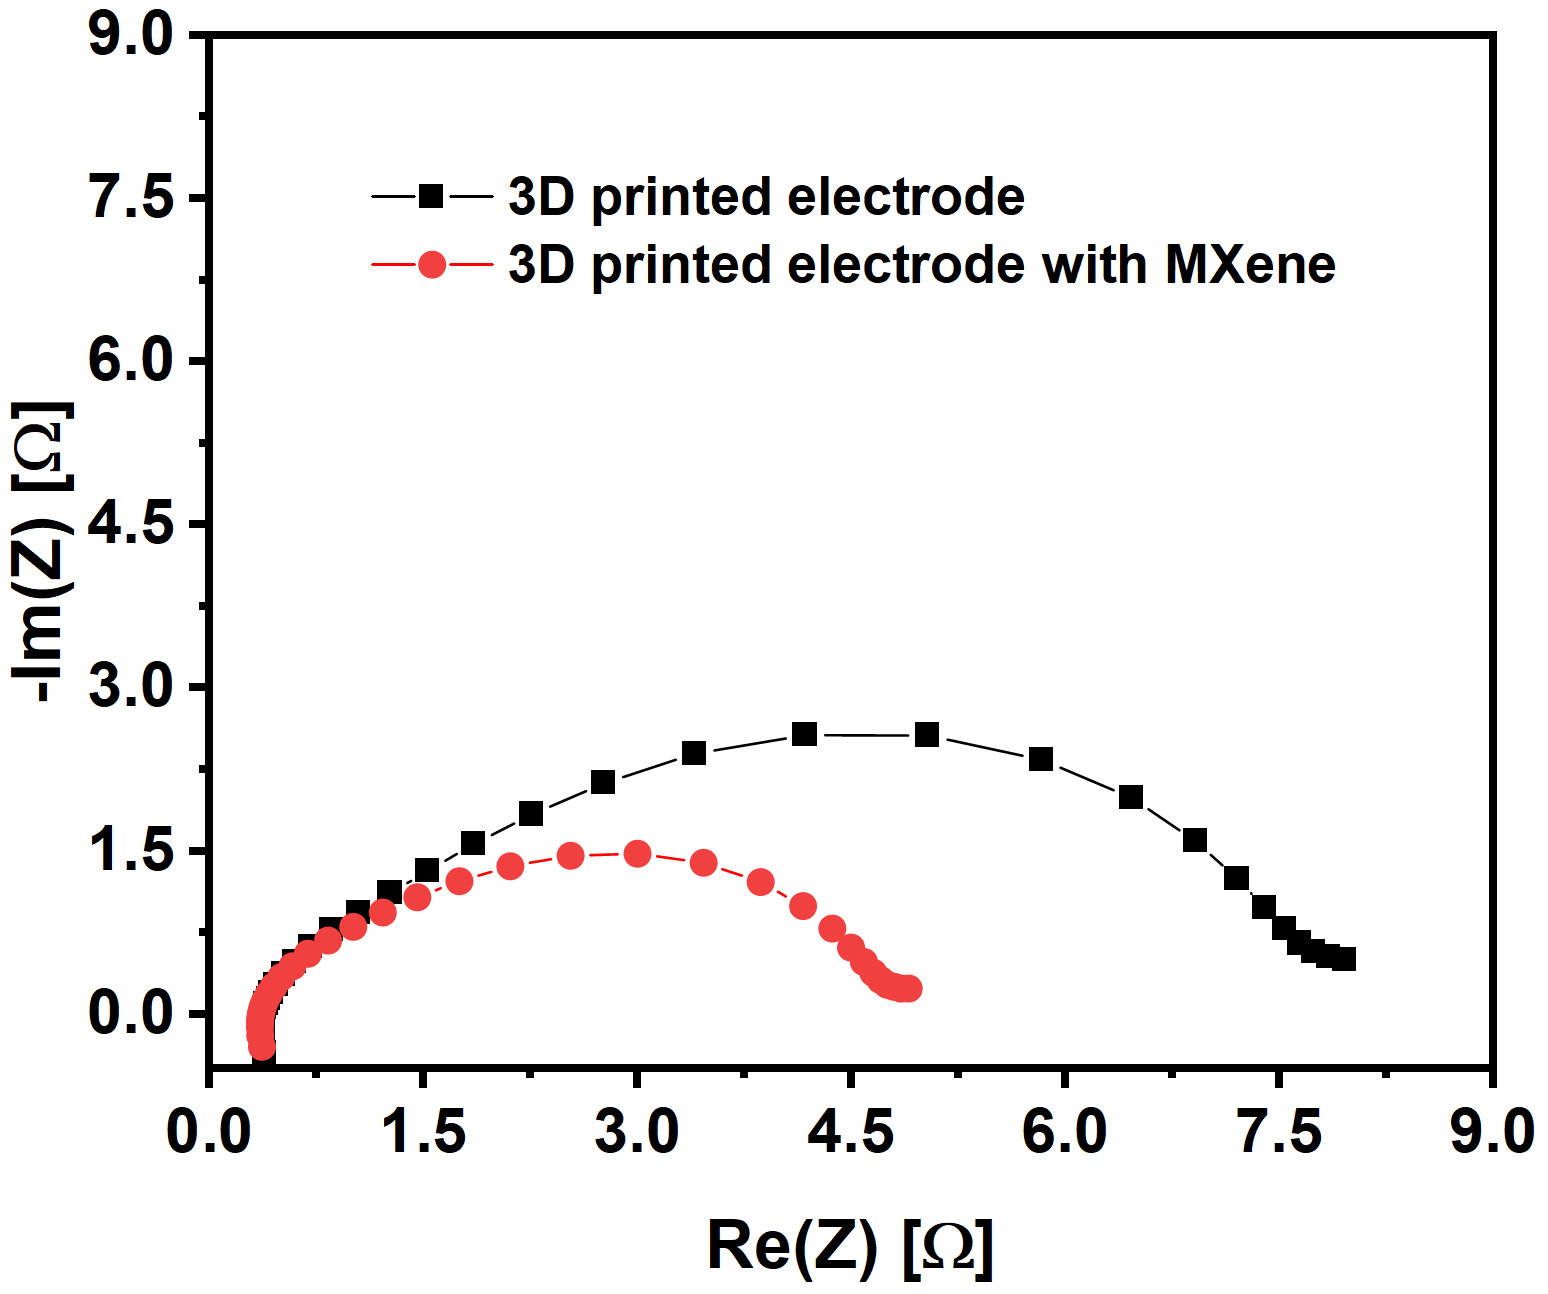 9.0
7.5
6.0
4.5
3.0
1.5
0.0
-Im(Z) [Ω]
3D printed electrode
3D printed electrode with MXene
0.0 1.5 3.0 4.5 6.0 7.5 9.0
Re(Z) [Ω]